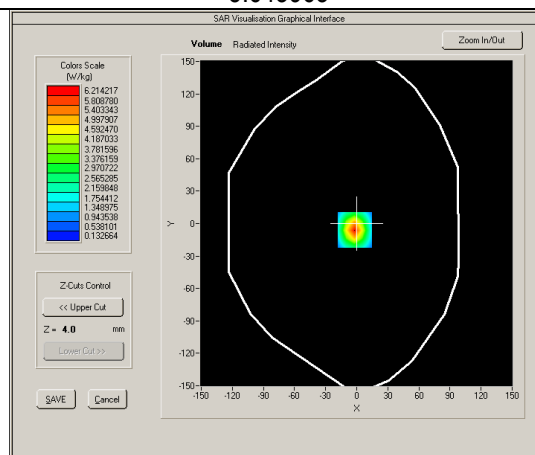 SAR Visualisation Graphical Interface
Volume Radiated Intensity
Zoom In/Out
Colors Scale
(W/kg)
6.214217
5.808780
5.403343
4.997907
4.592470
4.187033
3.781596
3.376159
2.970722
2.565285
2.159848
1.754412
1.348975
0.943538
0.538101
0.132664
Z-Cuts Control
<< Upper Cut
Z = 4.0 mm
Lower Cut >>
SAVE
Cancel
150
120
90
60
30
0
-30
-60
-90
-120
-150
Y
-150 -120 -90 -60 -30 0 30 60 90 120 150
X